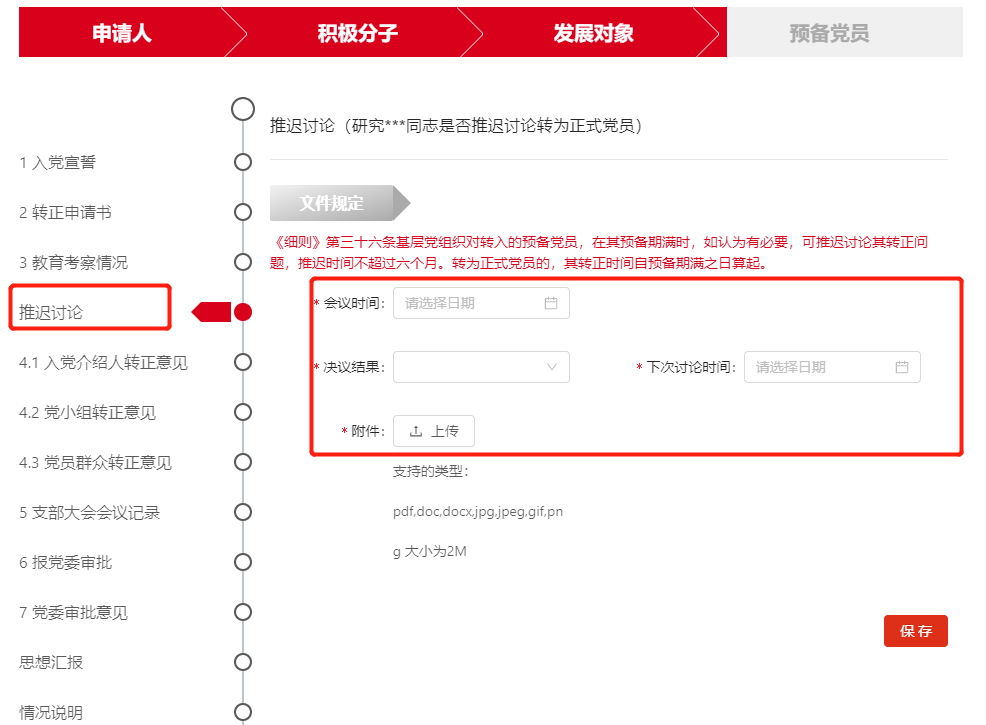 申请人
积极分子
发展对象
预备党员
推迟讨论（研究***同志是否推迟讨论转为正式党员）
1 入党宣誓
2 转正申请书
3 教育考察情况
推迟讨论
4.1 入党介绍人转正意见
4.2 党小组转正意见
4.3 党员群众转正意见
5 支部大会会议记录
6 报党委审批
7 党委审批意见
思想汇报
情况说明
文件规定
《细则》第三十六条基层党组织对转入的预备党员，在其预备期满时，如认为有必要，可推迟讨论其转正问
题，推迟时间不超过六个月。转为正式党员的，其转正时间自预备期满之日算起。
* 会议时间： 请选择日期
* 决议结果：
* 下次讨论时间： 请选择日期
* 附件： 上传
支持的类型：
pdf,doc,docx,jpg,jpeg,gif,pn
g 大小为2M
保存